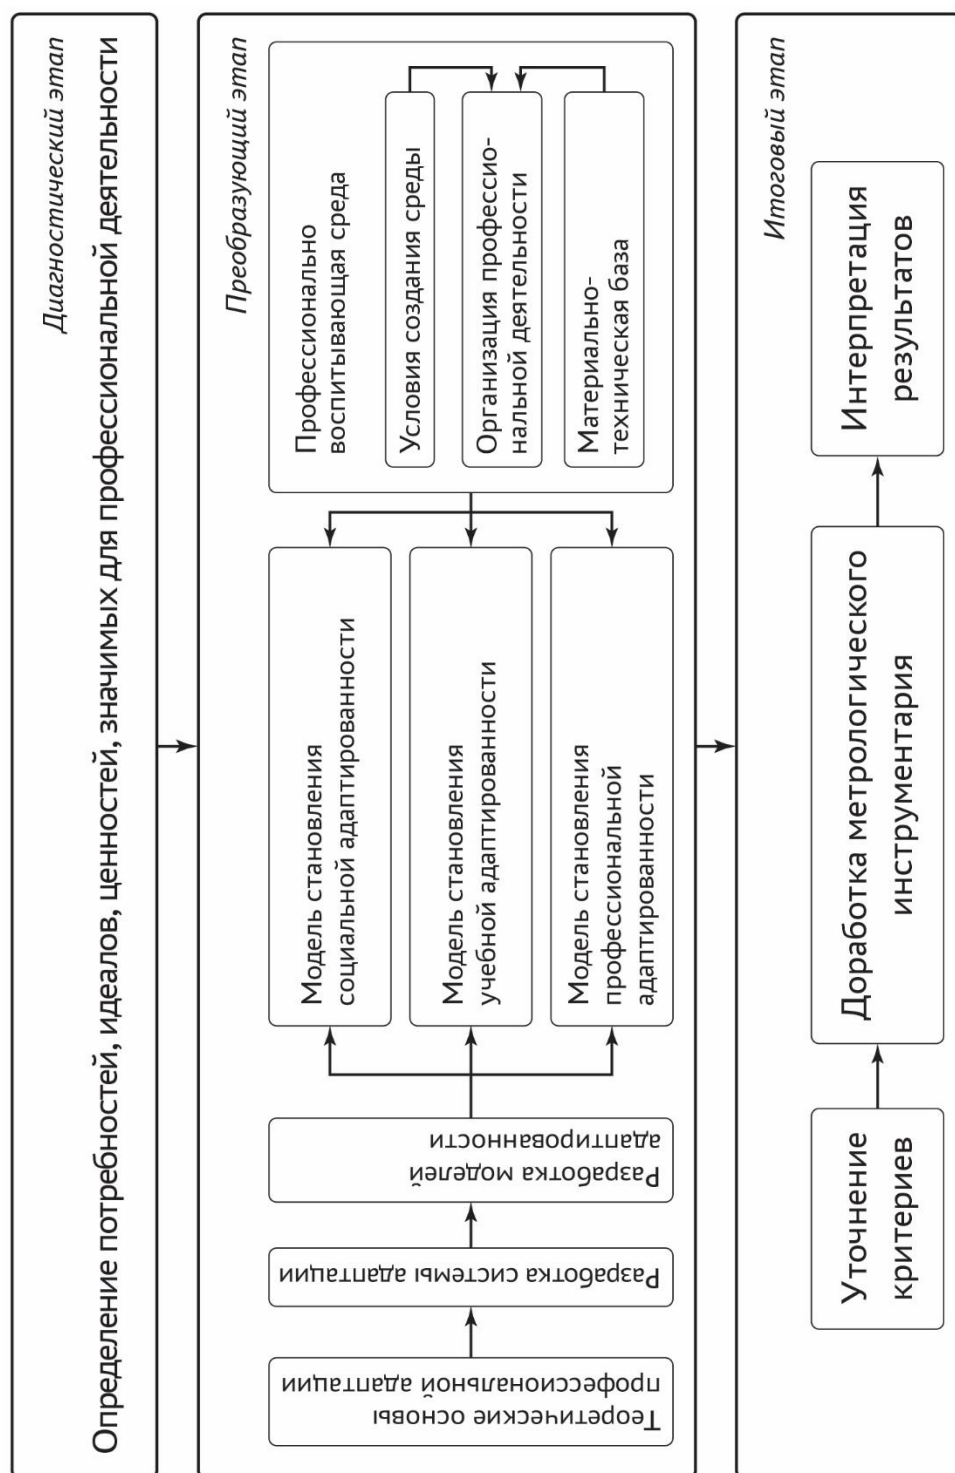 Диагностический этап
Определение потребностей, идеалов, ценностей, значимых для профессиональной деятельности
Преобразующий этап
Теоретические основы
профессиональной адаптации
Разработка системы адаптации
Разработка моделей
адаптированности
Модель становления
социальной адаптированности
Модель становления
учебной адаптированности
Модель становления
профессиональной
адаптированности
Профессионально
воспитывающая среда
Условия создания среды
Организация профессио-
нальной деятельности
Материально-
техническая база
Итоговый этап
Уточнение
критериев
Доработка метрологического
инструментария
Интерпретация
результатов